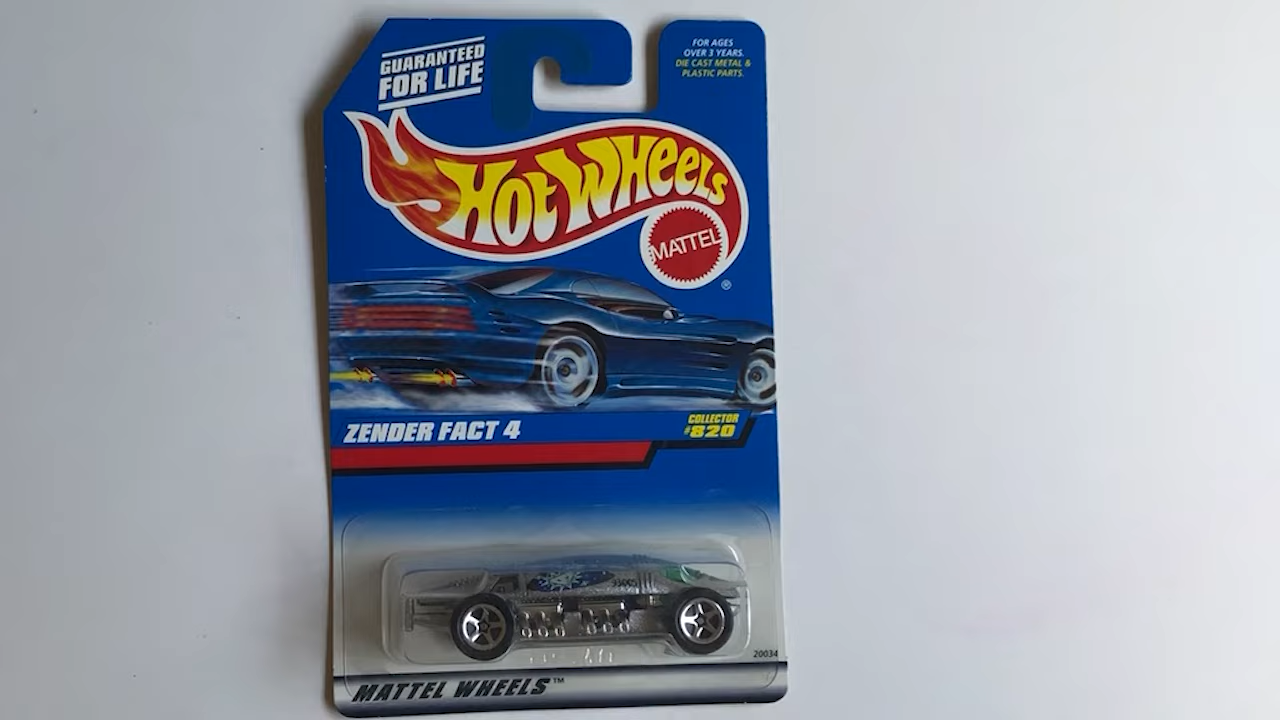 GUARANTEED
FOR LIFE
FOR AGES
OVER 3 YEARS.
DIE CAST METAL &
PLASTIC PARTS.
HOT WHEELS
MATTEL
®
ZENDER FACT 4
COLLECTOR
#820
20034
MATTEL WHEELS™